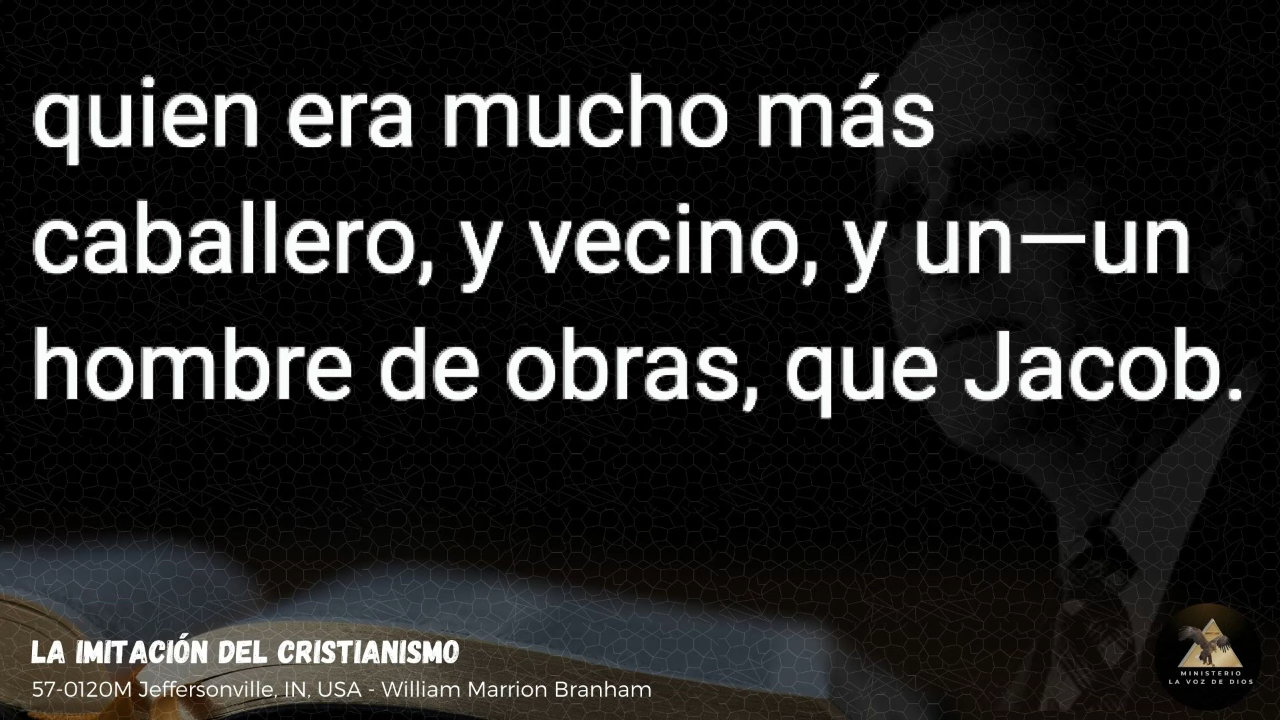 quien era mucho más
caballero, y vecino, y un—un
hombre de obras, que Jacob.
LA IMITACIÓN DEL CRISTIANISMO
57-0120M Jeffersonville, IN, USA - William Marrion Branham
MINISTERIO
LA VOZ DE DIOS